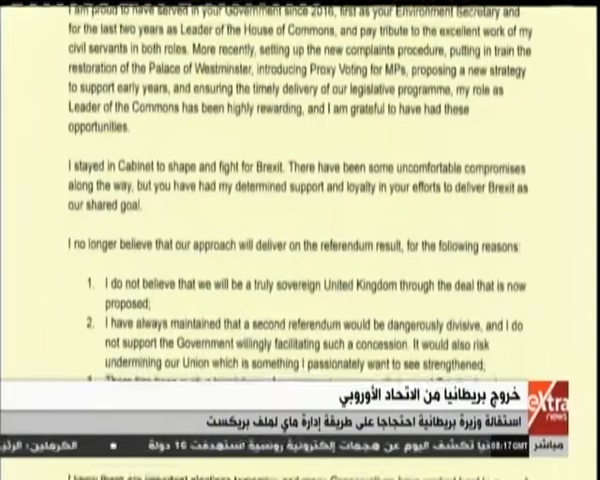 I am proud to have served in your Government since 2016, first as your Environment Secretary and
for the last two years as Leader of the House of Commons, and pay tribute to the excellent work of my
civil servants in both roles. More recently, setting up the new complaints procedure, putting in train the
restoration of the Palace of Westminster, introducing Proxy Voting for MPs, proposing a new strategy
to support early years, and ensuring the timely delivery of our legislative programme, my role as
Leader of the Commons has been highly rewarding, and I am grateful to have had these
opportunities.
I stayed in Cabinet to shape and fight for Brexit. There have been some uncomfortable compromises
along the way, but you have had my determined support and loyalty in your efforts to deliver Brexit as
our shared goal.
I no longer believe that our approach will deliver on the referendum result, for the following reasons:
1. I do not believe that we will be a truly sovereign United Kingdom through the deal that is now
proposed;
2. I have always maintained that a second referendum would be dangerously divisive, and I do
not support the Government willingly facilitating such a concession. It would also risk
undermining our Union which is something I passionately want to see strengthened;
خروج بريطانيا من الاتحاد الأوروبي
extra news
استقالة وزيرة بريطانية احتجاجا على طريقة إدارة ماي لملف بريكست
مباشر 08:17GMT نيا تكشف اليوم عن هجمات إلكترونية روسية استهدفت 16 دولة الكرملين: الرئي